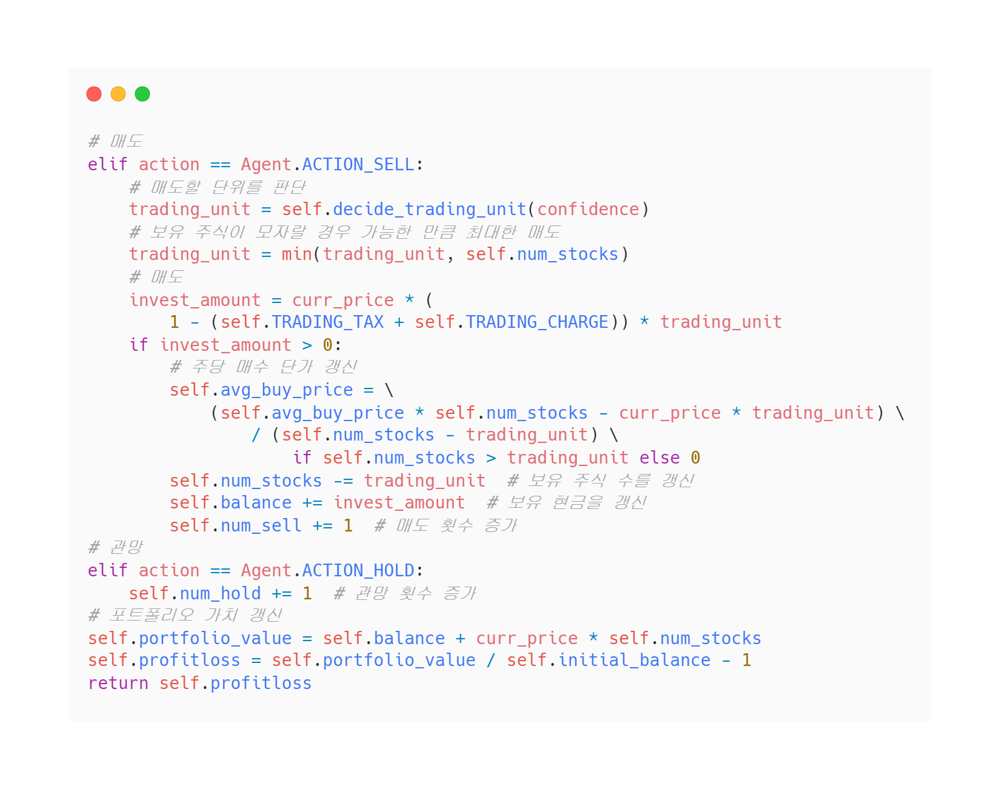 # 매도
elif action == Agent.ACTION_SELL:
    # 매도할 단위를 판단
    trading_unit = self.decide_trading_unit(confidence)
    # 보유 주식이 모자랄 경우 가능한 만큼 최대한 매도
    trading_unit = min(trading_unit, self.num_stocks)
    # 매도
    invest_amount = curr_price * (
        1 - (self.TRADING_TAX + self.TRADING_CHARGE)) * trading_unit
    if invest_amount > 0:
        # 주당 매수 단가 갱신
        self.avg_buy_price = \
            (self.avg_buy_price * self.num_stocks - curr_price * trading_unit) \
                / (self.num_stocks - trading_unit) \
                    if self.num_stocks > trading_unit else 0
        self.num_stocks -= trading_unit  # 보유 주식 수를 갱신
        self.balance += invest_amount  # 보유 현금을 갱신
        self.num_sell += 1  # 매도 횟수 증가
# 관망
elif action == Agent.ACTION_HOLD:
    self.num_hold += 1  # 관망 횟수 증가
# 포트폴리오 가치 갱신
self.portfolio_value = self.balance + curr_price * self.num_stocks
self.profitloss = self.portfolio_value / self.initial_balance - 1
return self.profitloss